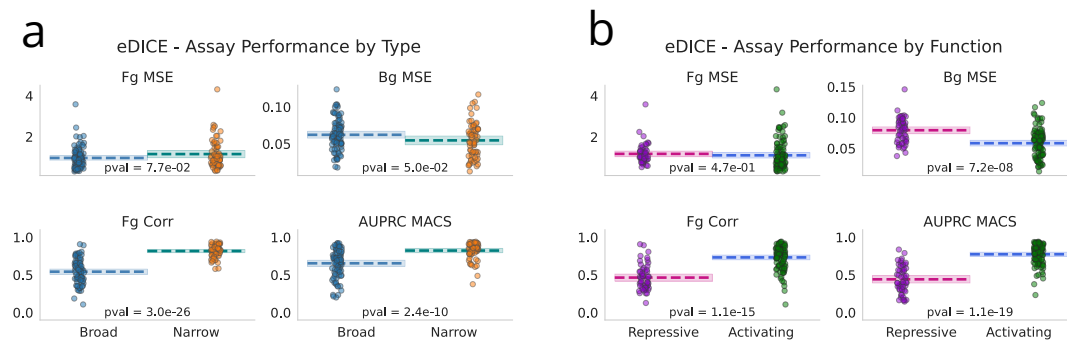 a
eDICE - Assay Performance by Type
Fg MSE
Bg MSE
4
2
0.10
0.05
pval = 7.7e-02
pval = 5.0e-02
Fg Corr
AUPRC MACS
1.0
0.5
0.0
1.0
0.5
0.0
pval = 3.0e-26
pval = 2.4e-10
Broad
Narrow
Broad
Narrow
b
eDICE - Assay Performance by Function
Fg MSE
Bg MSE
4
2
0.15
0.10
0.05
pval = 4.7e-01
pval = 7.2e-08
Fg Corr
AUPRC MACS
1.0
0.5
0.0
1.0
0.5
0.0
pval = 1.1e-15
pval = 1.1e-19
Repressive
Activating
Repressive
Activating